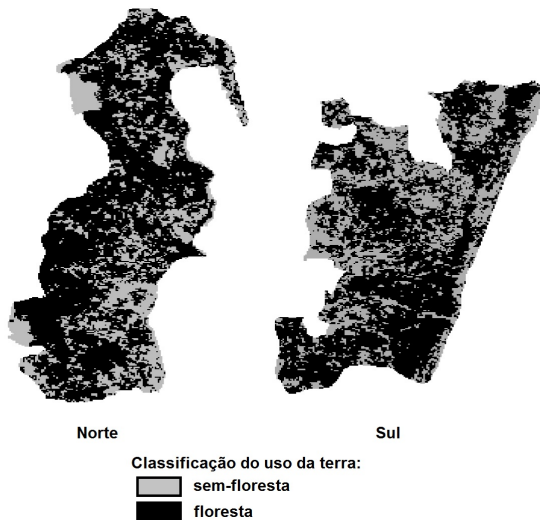 Norte
Sul
Classificação do uso da terra:
sem-floresta
floresta